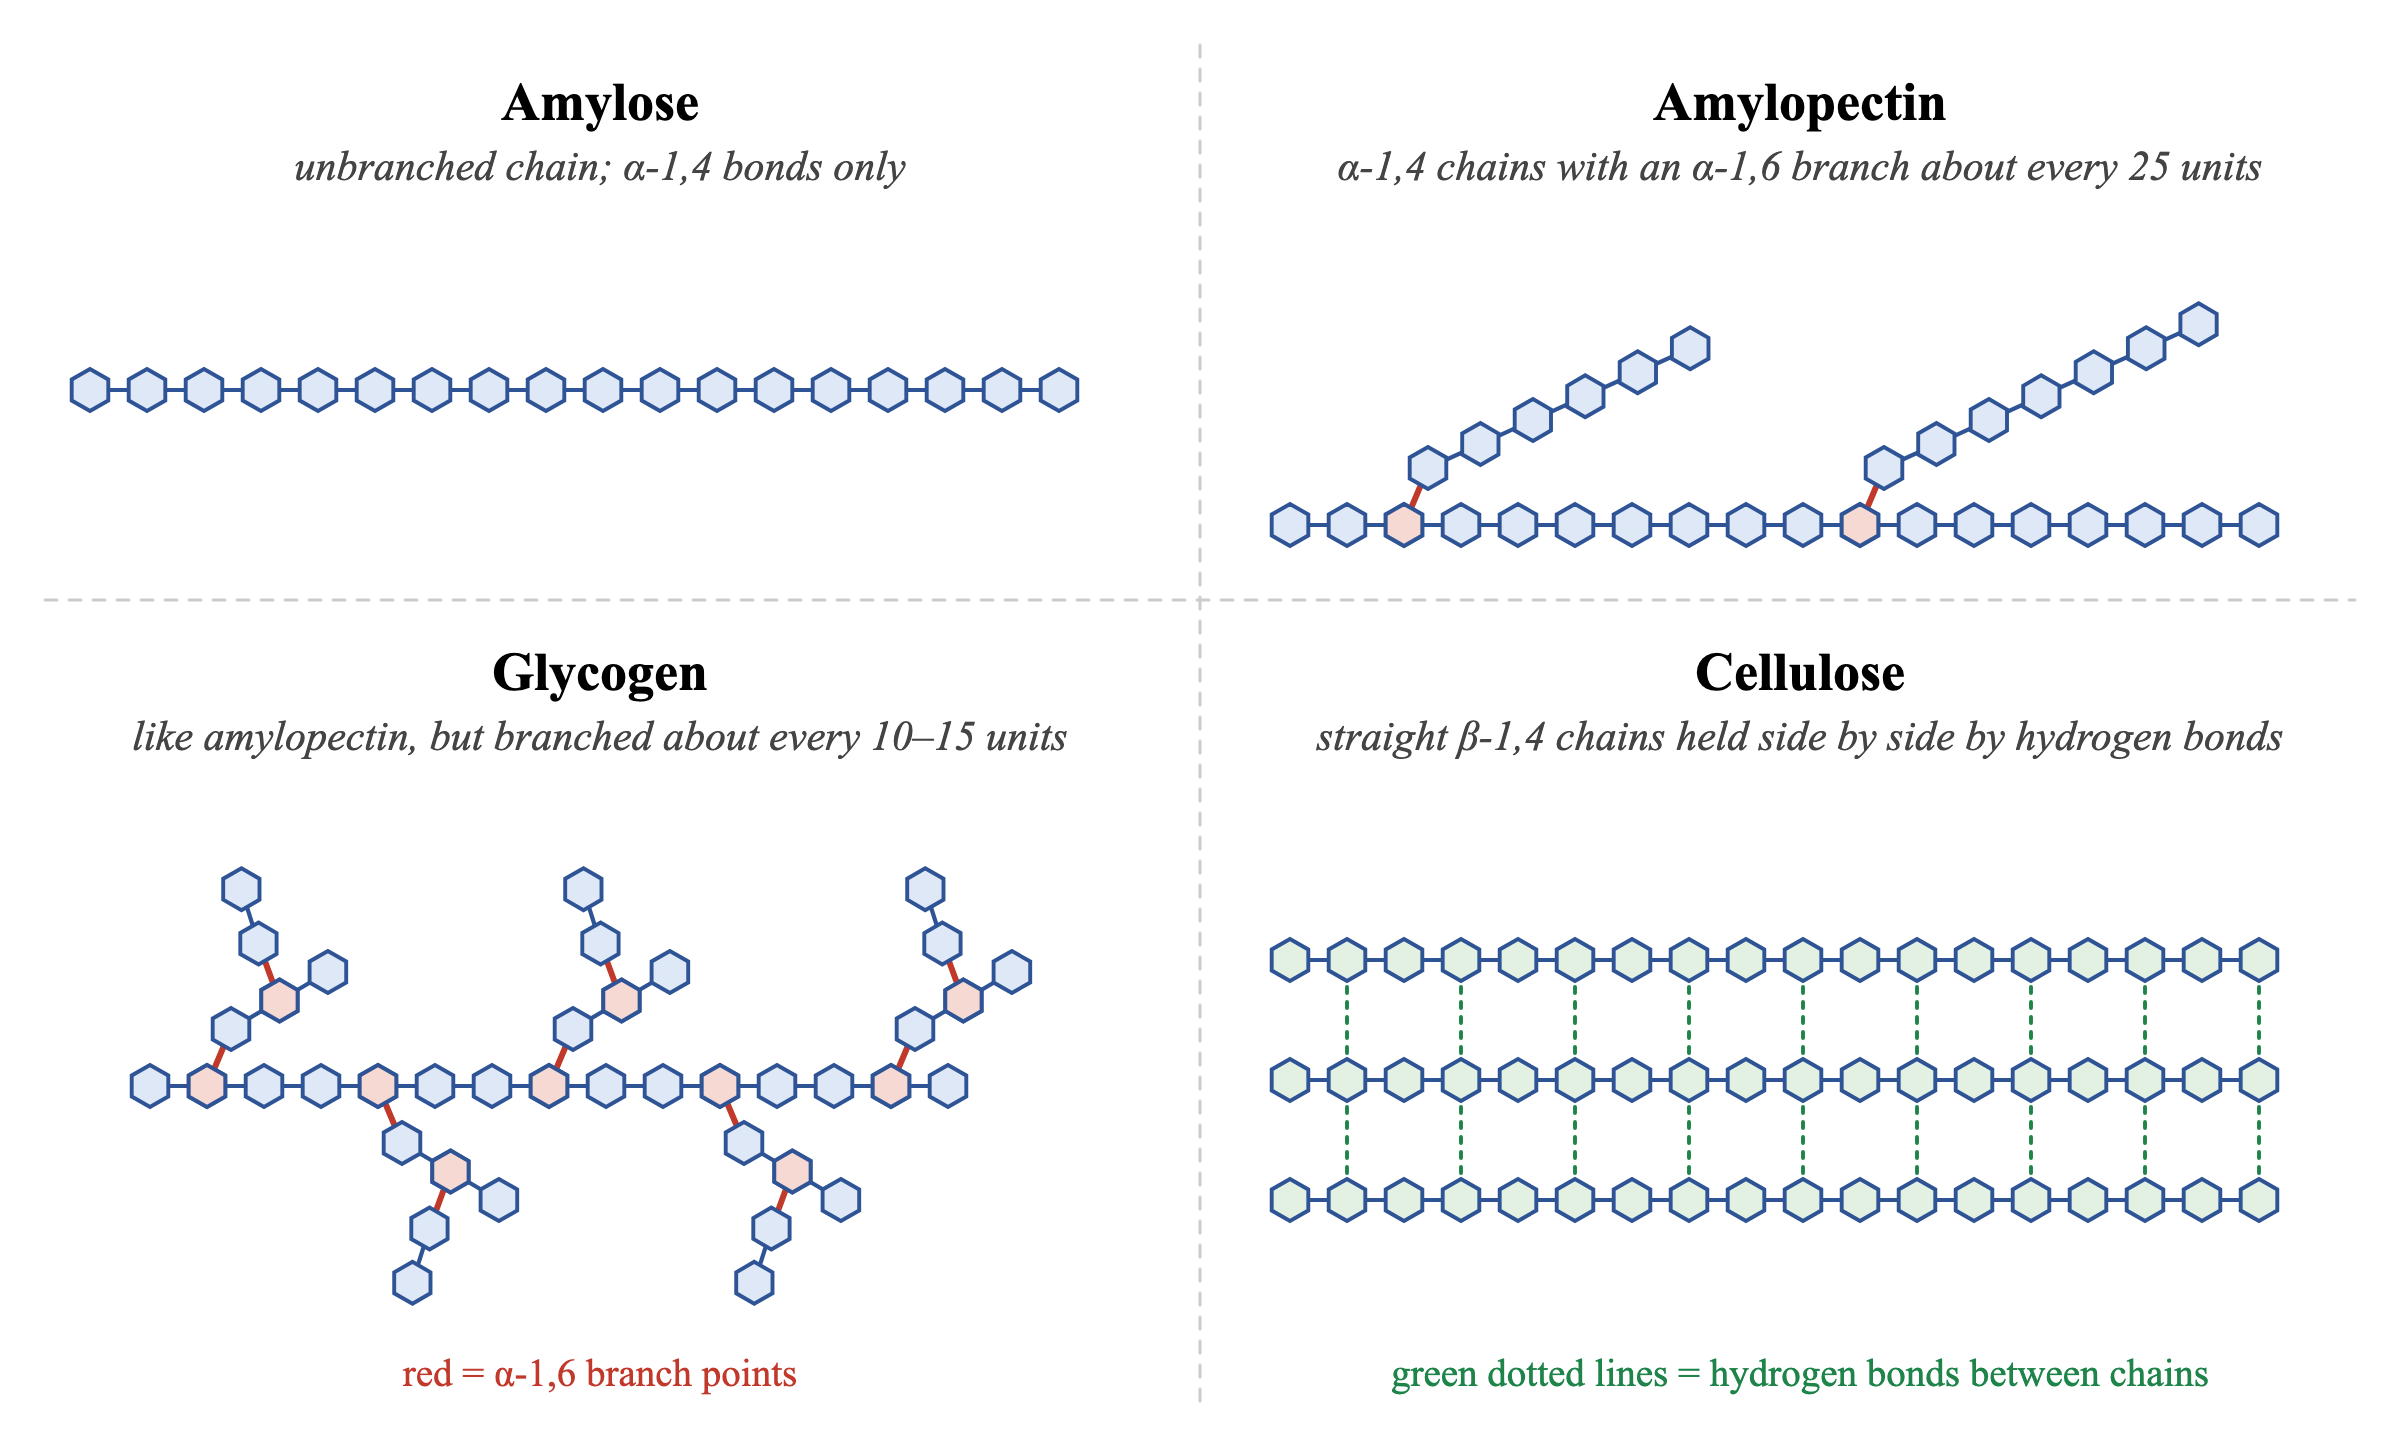 Amylose
unbranched chain; α-1,4 bonds only
Amylopectin
α-1,4 chains with an α-1,6 branch about every 25 units
Glycogen
like amylopectin, but branched about every 10–15 units
red = α-1,6 branch points
Cellulose
straight β-1,4 chains held side by side by hydrogen bonds
green dotted lines = hydrogen bonds between chains